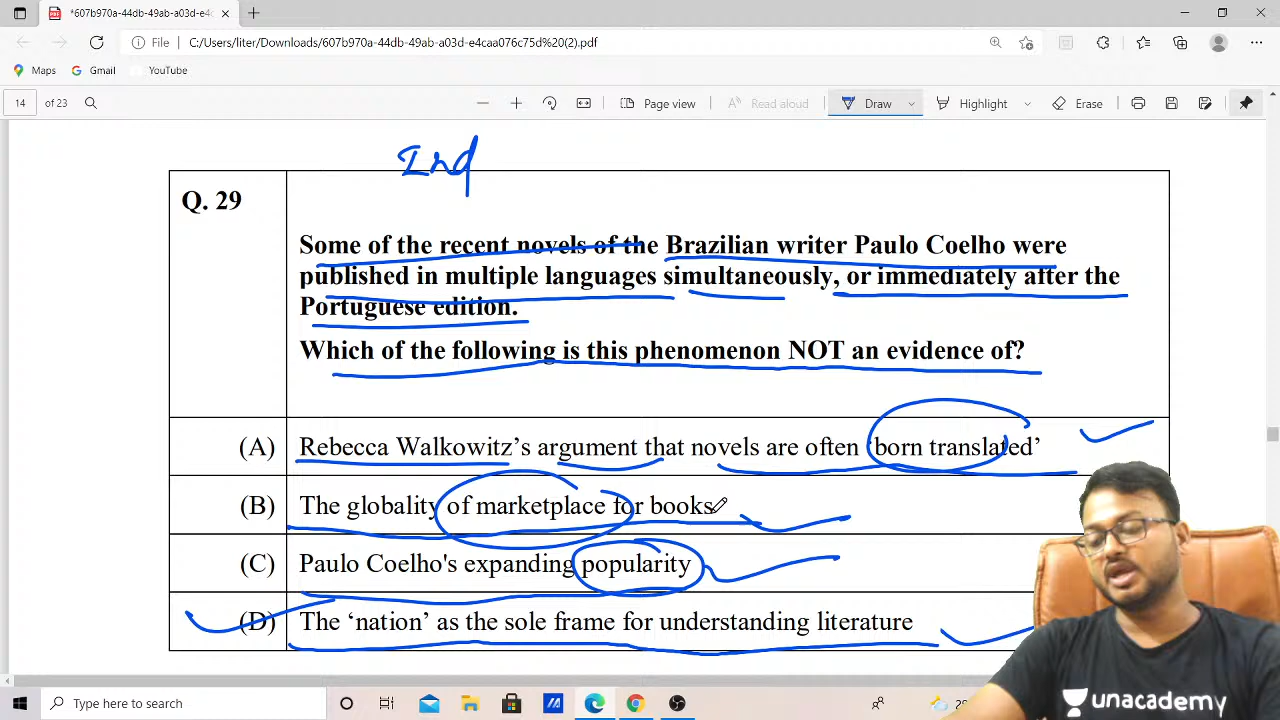 *607b970a-44db-49ab-a03d-e4c
File
C:/Users/liter/Downloads/607b970a-44db-49ab-a03d-e4caa076c75d%20(2).pdf
Maps
Gmail
YouTube
14 of 23
Page view
Read aloud
Draw
Highlight
Erase
Q. 29
Some of the recent novels of the Brazilian writer Paulo Coelho were
published in multiple languages simultaneously, or immediately after the
Portuguese edition.
Which of the following is this phenomenon NOT an evidence of?
(A) Rebecca Walkowitz's argument that novels are often 'born translated'
(B) The globality of marketplace for books
(C) Paulo Coelho's expanding popularity
(D) The 'nation' as the sole frame for understanding literature
unacademy
Type here to search